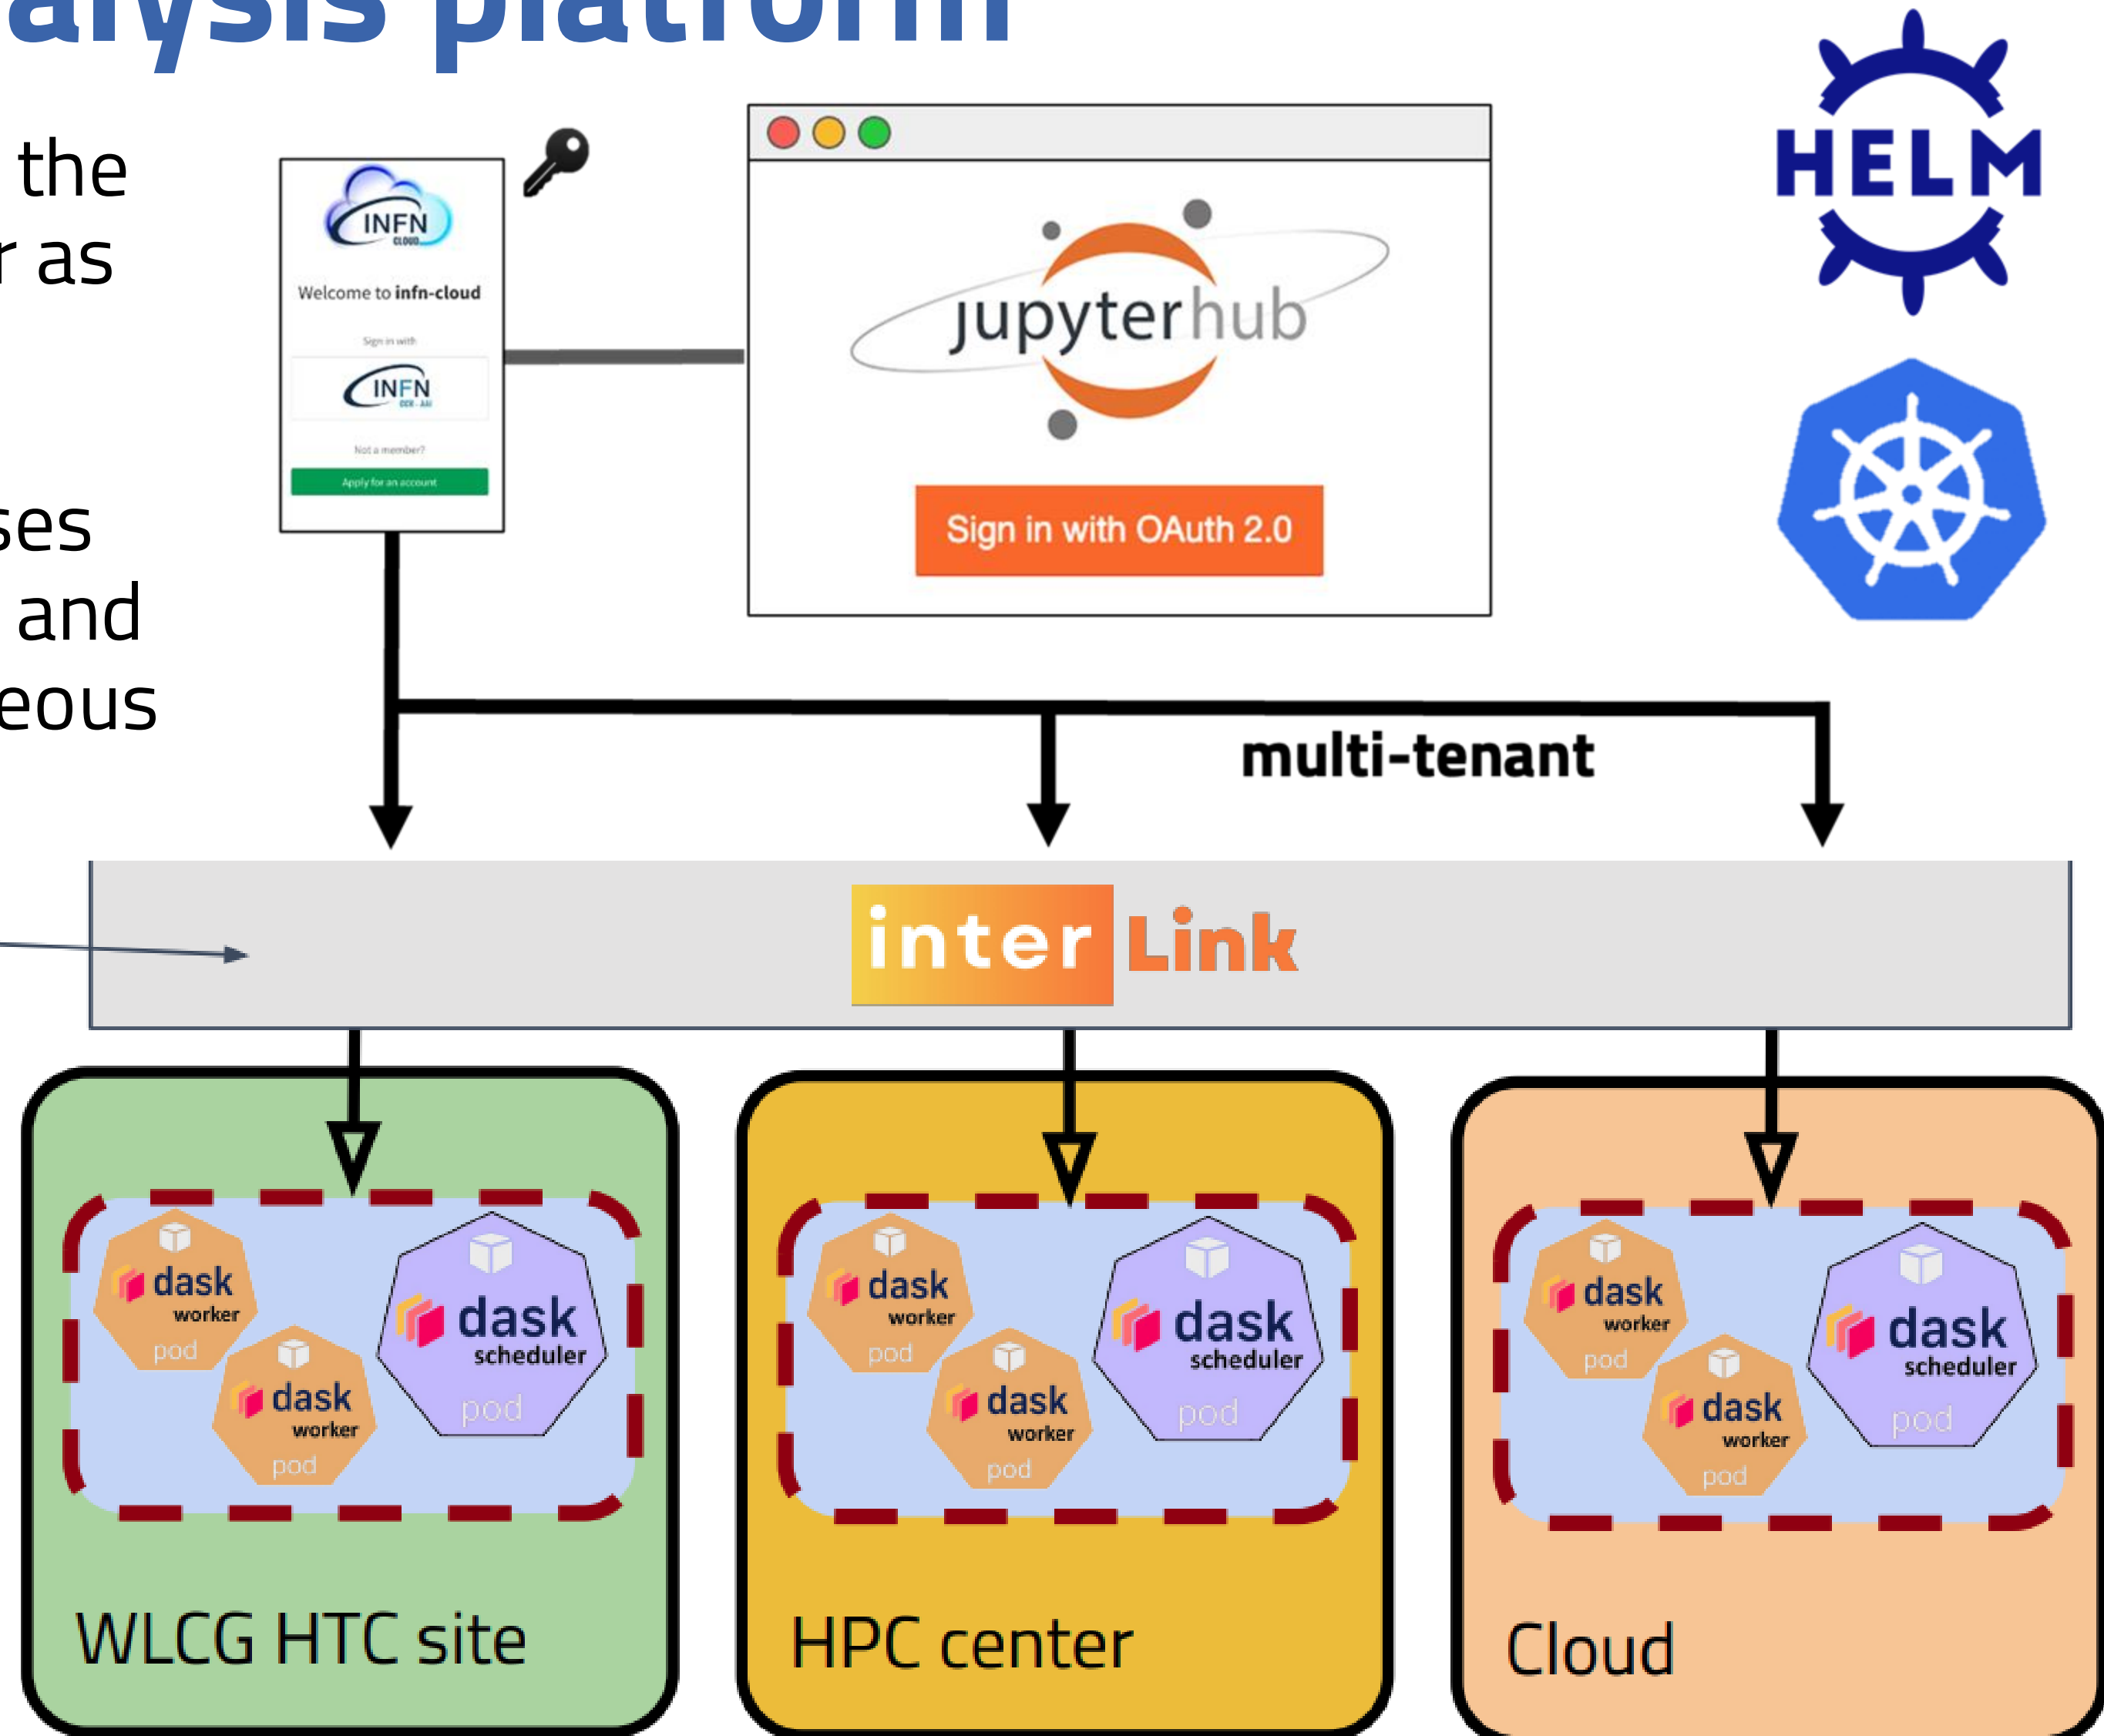 alysis platform
the
r as
ses
and
eous
INFN
CLOUD
Welcome to infn-cloud
Sign in with
INFN
CCR - AAI
Not a member?
Apply for an account
jupyterhub
Sign in with OAuth 2.0
HELM
multi-tenant
inter Link
dask
worker
pod
dask
worker
pod
dask
scheduler
pod
WLCG HTC site
dask
worker
pod
dask
worker
pod
dask
scheduler
pod
HPC center
dask
worker
pod
dask
worker
pod
dask
scheduler
pod
Cloud